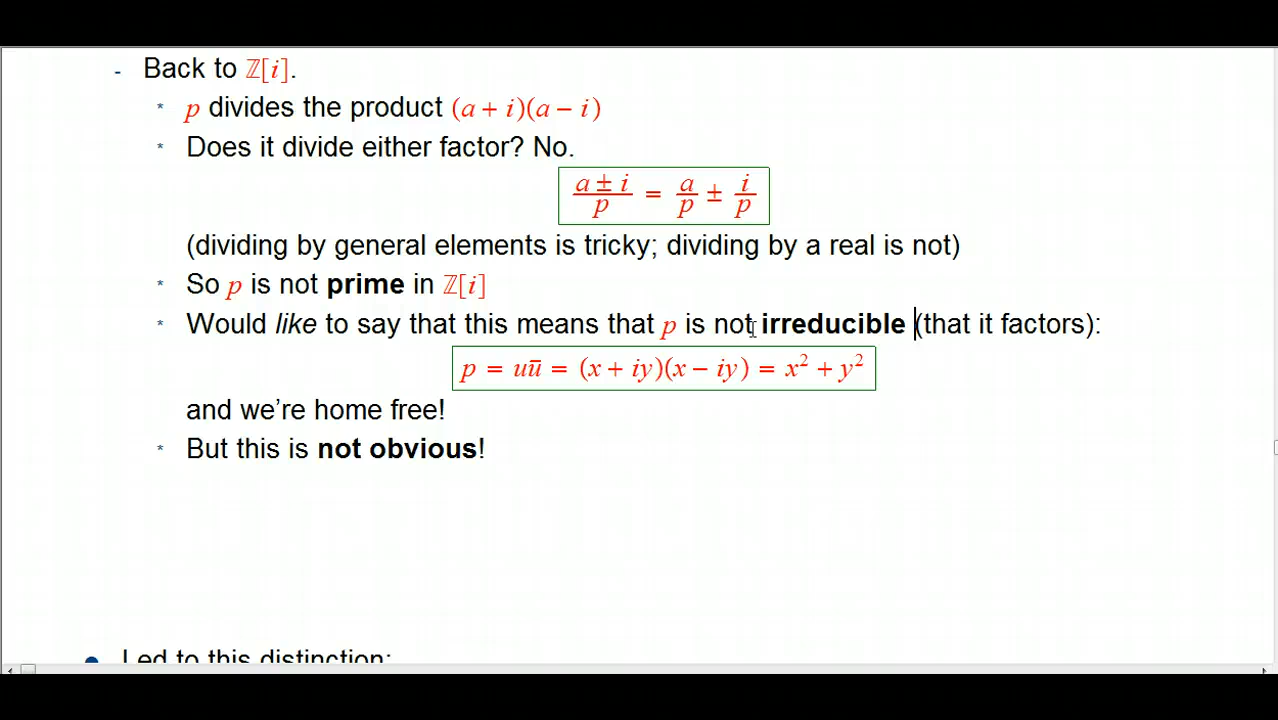 - Back to ℤ[i].
* p divides the product (a + i)(a − i)
* Does it divide either factor? No.
(a ± i)/p = a/p ± i/p
(dividing by general elements is tricky; dividing by a real is not)
* So p is not prime in ℤ[i]
* Would like to say that this means that p is not irreducible (that it factors):
p = uū = (x + iy)(x − iy) = x² + y²
and we’re home free!
* But this is not obvious!
• Led to this distinction: